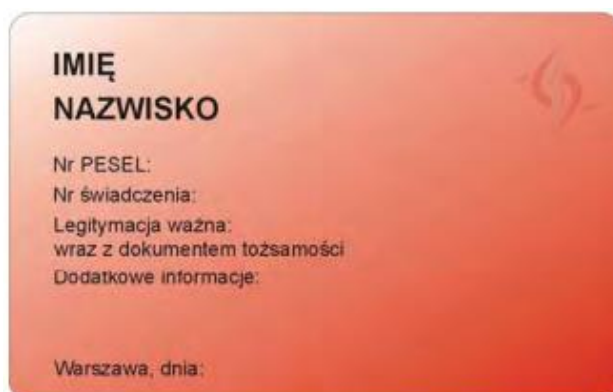 IMIĘ
NAZWISKO
Nr PESEL:
Nr świadczenia:
Legitymacja ważna:
wraz z dokumentem tożsamości
Dodatkowe informacje:
Warszawa, dnia: